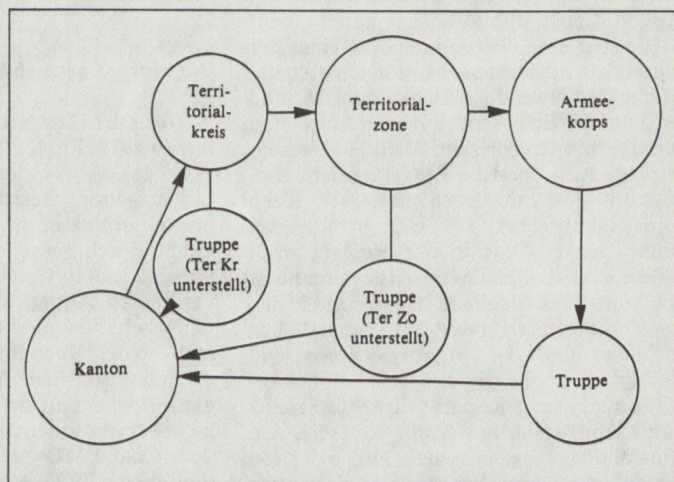 Terri-
torial-
kreis
Territorial-
zone
Armee-
korps
Truppe
(Ter Kr
unterstellt)
Truppe
(Ter Zo
unterstellt)
Kanton
Truppe